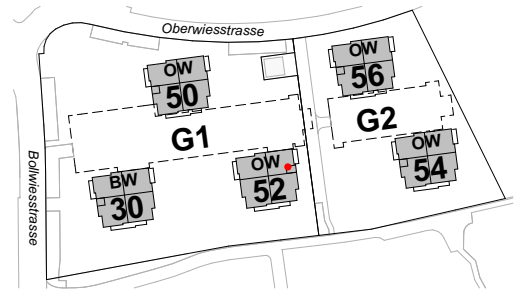 Oberwiesstrasse
OW
50
OW
56
G1
G2
Bollwiesstrasse
BW
30
OW
52
OW
54